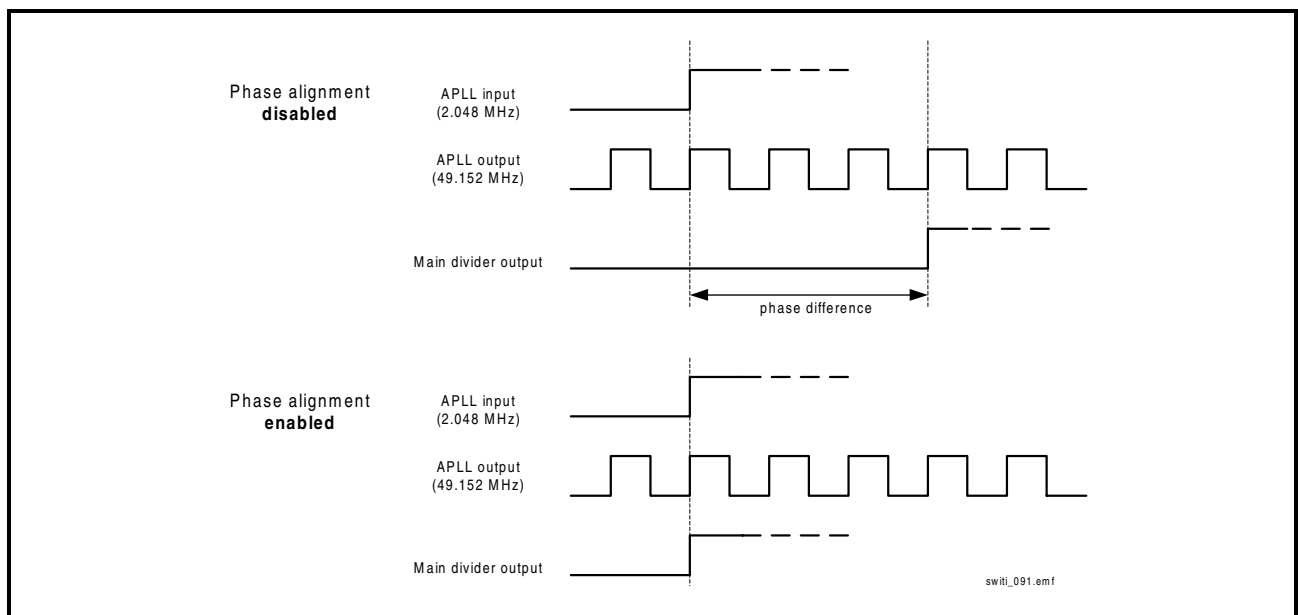 Phase alignment
disabled
APLL input
(2.048 MHz)
APLL output
(49.152 MHz)
Main divider output
phase difference
Phase alignment
enabled
APLL input
(2.048 MHz)
APLL output
(49.152 MHz)
Main divider output
switi_091.emf